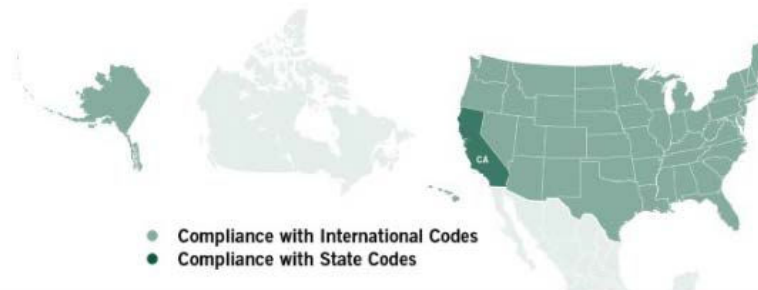 CA
Compliance with International Codes
Compliance with State Codes